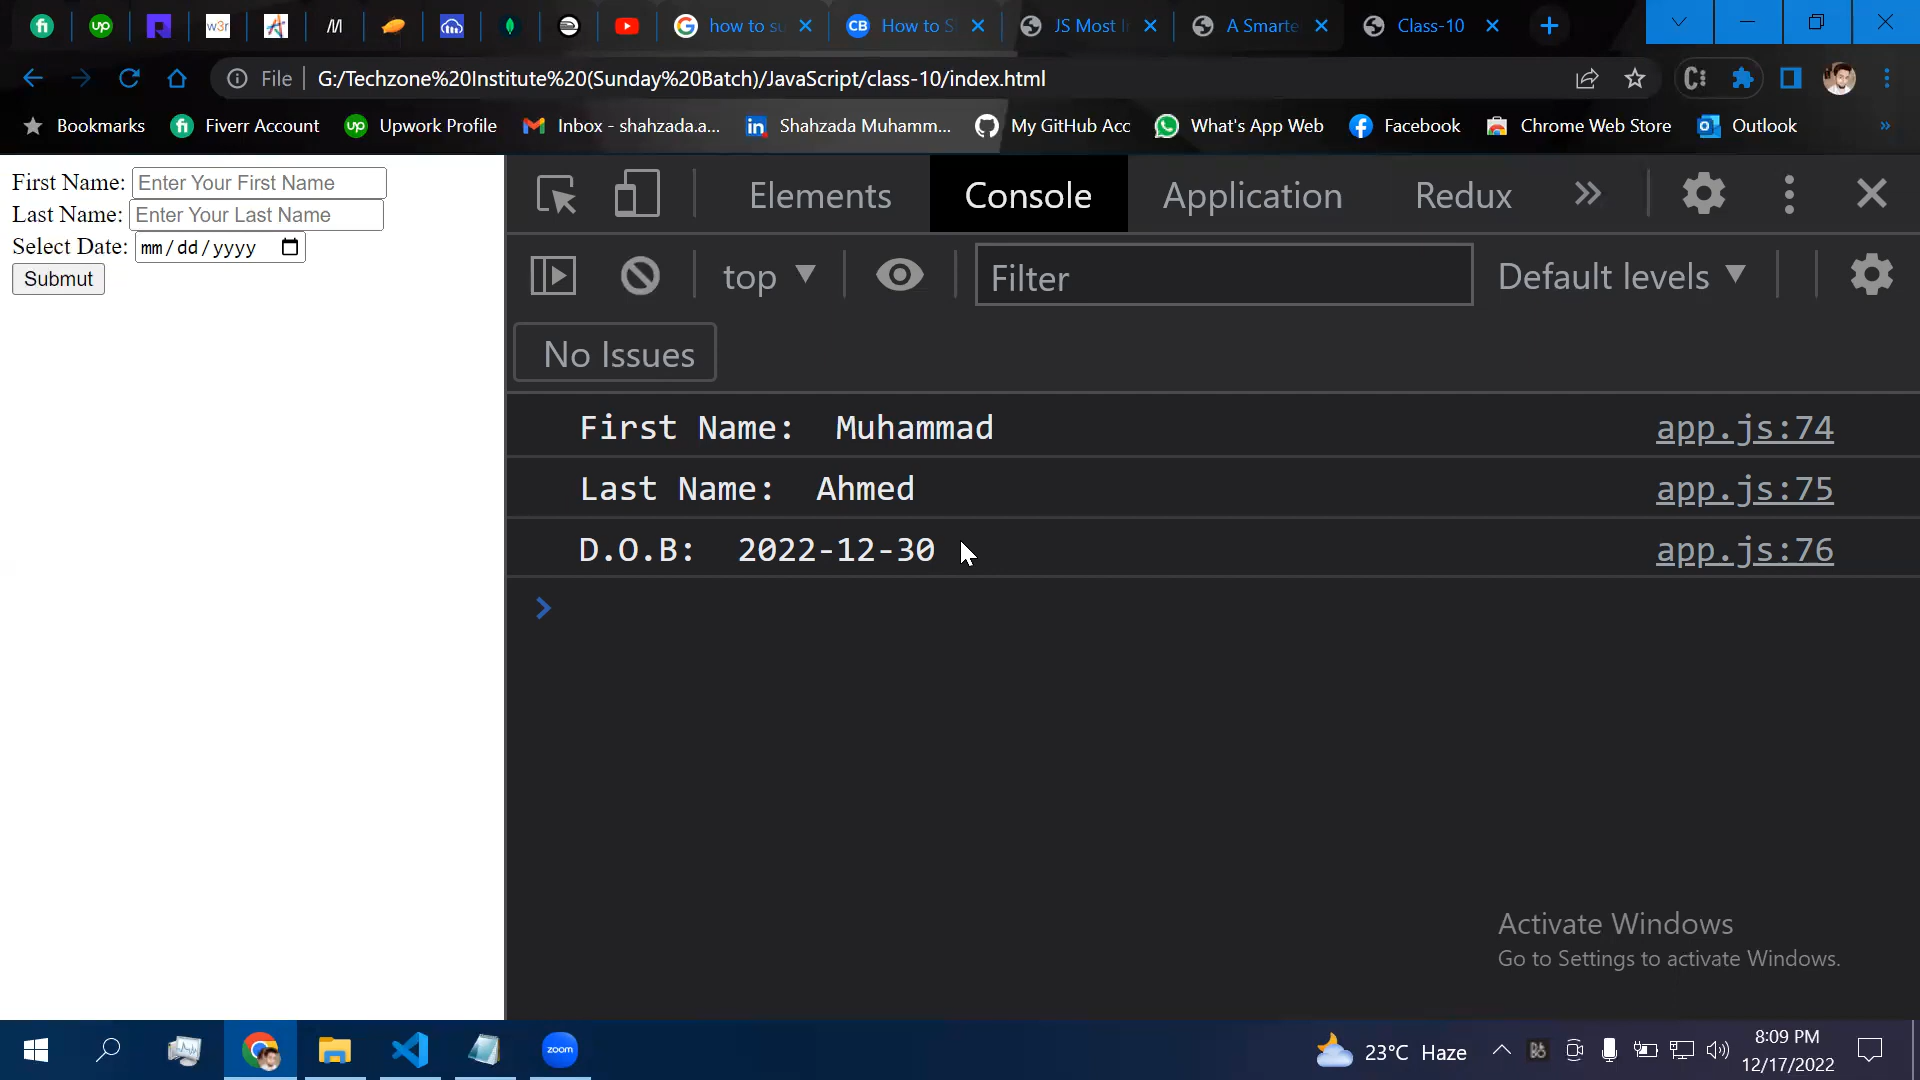 how to su
How to S
JS Most I
A Smarte
Class-10
File
G:/Techzone%20Institute%20(Sunday%20Batch)/JavaScript/class-10/index.html
Bookmarks
Fiverr Account
Upwork Profile
Inbox - shahzada.a...
Shahzada Muhamm...
My GitHub Acc
What's App Web
Facebook
Chrome Web Store
Outlook
»
First Name: Enter Your First Name
Last Name: Enter Your Last Name
Select Date: mm/dd/yyyy
Submut
Elements
Console
Application
Redux
top
Filter
Default levels
No Issues
First Name:  Muhammad app.js:74
Last Name:  Ahmed app.js:75
D.O.B:  2022-12-30 app.js:76
Activate Windows
Go to Settings to activate Windows.
zoom
23°C Haze
8:09 PM
12/17/2022